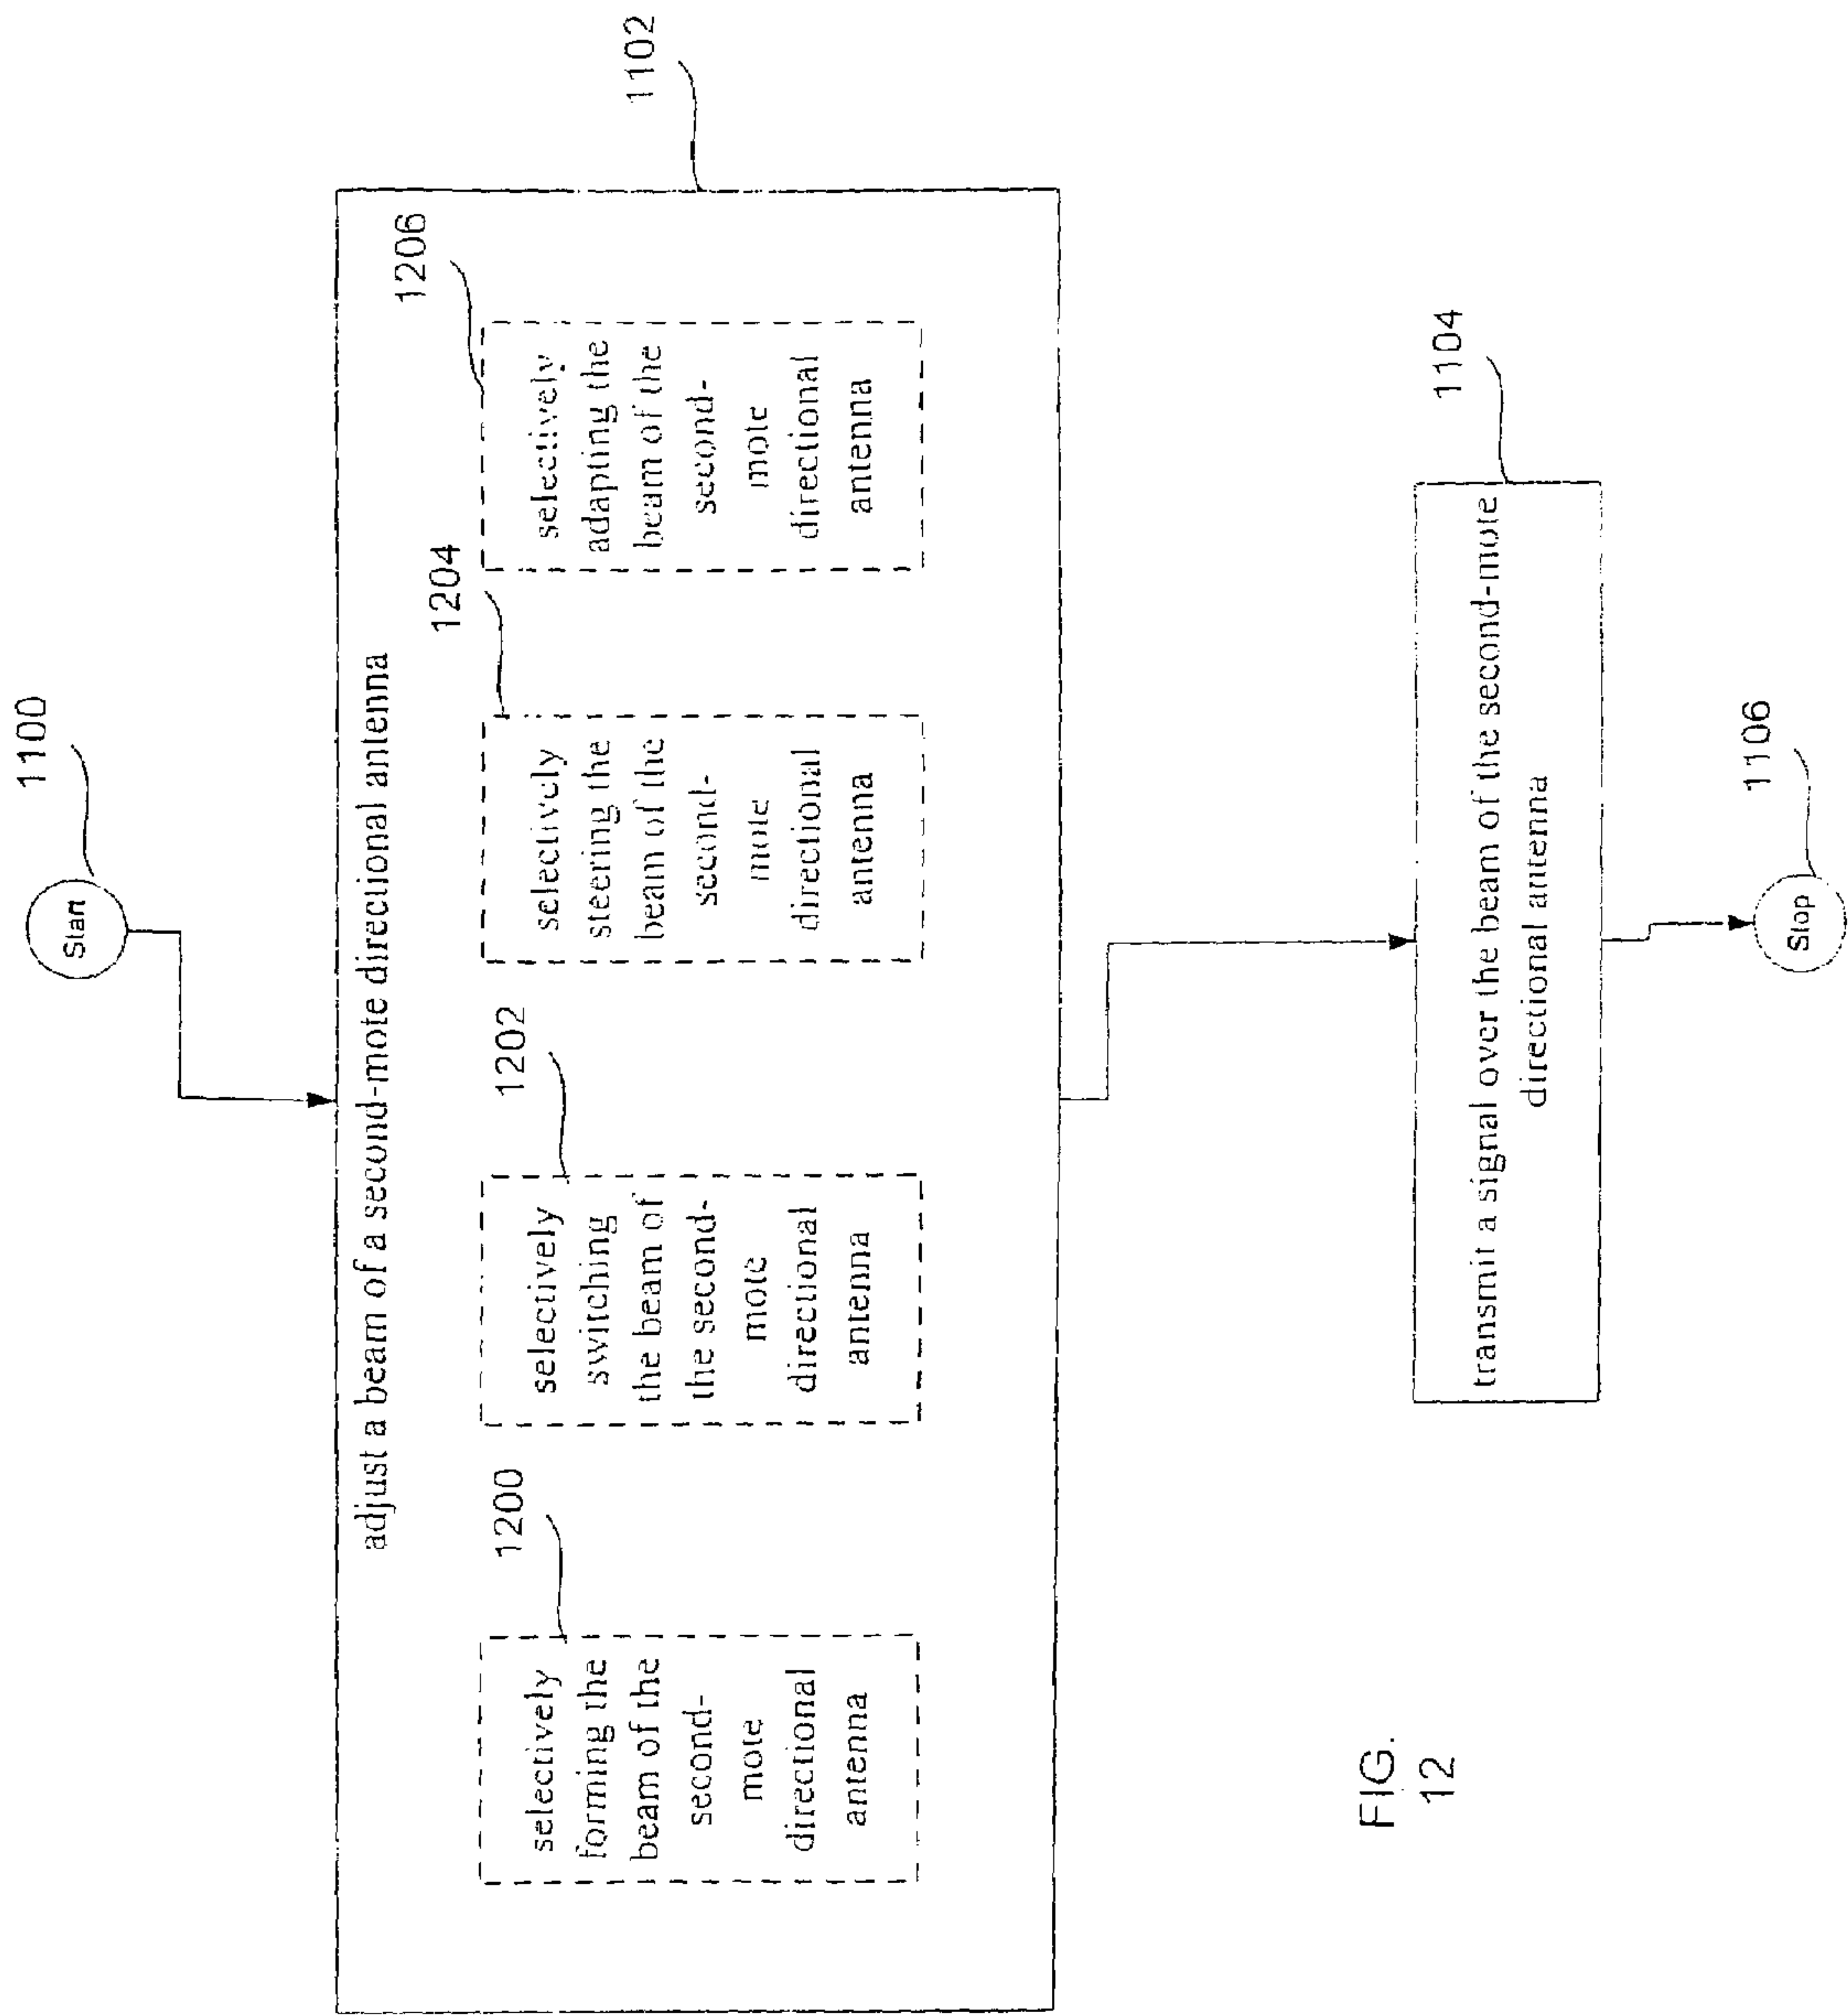 1100
Start
adjust a beam of a second-mote directional antenna
1102
1200
selectively
forming the
beam of the
second-
mote
directional
antenna
1202
selectively
switching
the beam of
the second-
mote
directional
antenna
1204
selectively
steering the
beam of the
second-
mote
directional
antenna
1206
selectively
adapting the
beam of the
second-
mote
directional
antenna
transmit a signal over the beam of the second-mote
directional antenna
1104
Stop
1106
FIG.
12